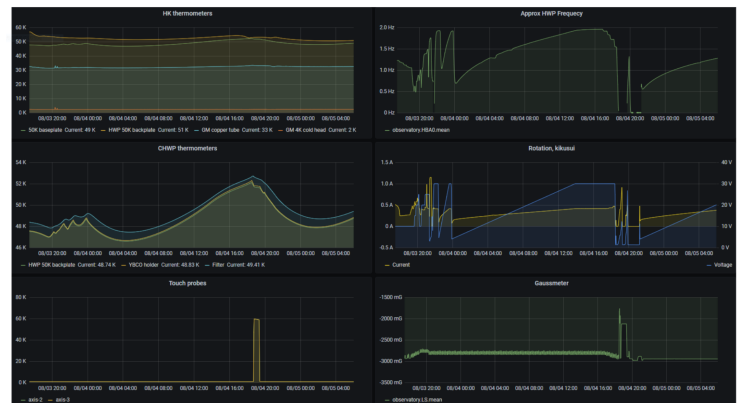 HK thermometers
60 K
50 K
40 K
30 K
20 K
10 K
0 K
08/03 20:00 08/04 00:00 08/04 04:00 08/04 08:00 08/04 12:00 08/04 16:00 08/04 20:00 08/05 00:00 08/05 04:00
50K baseplate Current: 49 K HWP 50K backplate Current: 51 K GM copper tube Current: 33 K GM 4K cold head Current: 2 K
Approx HWP Frequecy
2.0 Hz
1.5 Hz
1.0 Hz
0.5 Hz
0 Hz
08/03 20:00 08/04 00:00 08/04 04:00 08/04 08:00 08/04 12:00 08/04 16:00 08/04 20:00 08/05 00:00 08/05 04:00
observatory.HBA0.mean
CHWP thermometers
54 K
52 K
50 K
48 K
46 K
08/03 20:00 08/04 00:00 08/04 04:00 08/04 08:00 08/04 12:00 08/04 16:00 08/04 20:00 08/05 00:00 08/05 04:00
HWP 50K backplate Current: 48.74 K YBCO holder Current: 48.83 K Filter Current: 49.41 K
Rotation, kikusui
1.5 A
1.0 A
0.5 A
0 A
-0.5 A
40 V
30 V
20 V
10 V
0 V
08/03 20:00 08/04 00:00 08/04 04:00 08/04 08:00 08/04 12:00 08/04 16:00 08/04 20:00 08/05 00:00 08/05 04:00
Current Voltage
Touch probes
80 K
60 K
40 K
20 K
0 K
08/03 20:00 08/04 00:00 08/04 04:00 08/04 08:00 08/04 12:00 08/04 16:00 08/04 20:00 08/05 00:00 08/05 04:00
axis 2 axis 3
Gaussmeter
-1500 mG
-2000 mG
-2500 mG
-3000 mG
-3500 mG
08/03 20:00 08/04 00:00 08/04 04:00 08/04 08:00 08/04 12:00 08/04 16:00 08/04 20:00 08/05 00:00 08/05 04:00
observatory.LS.mean